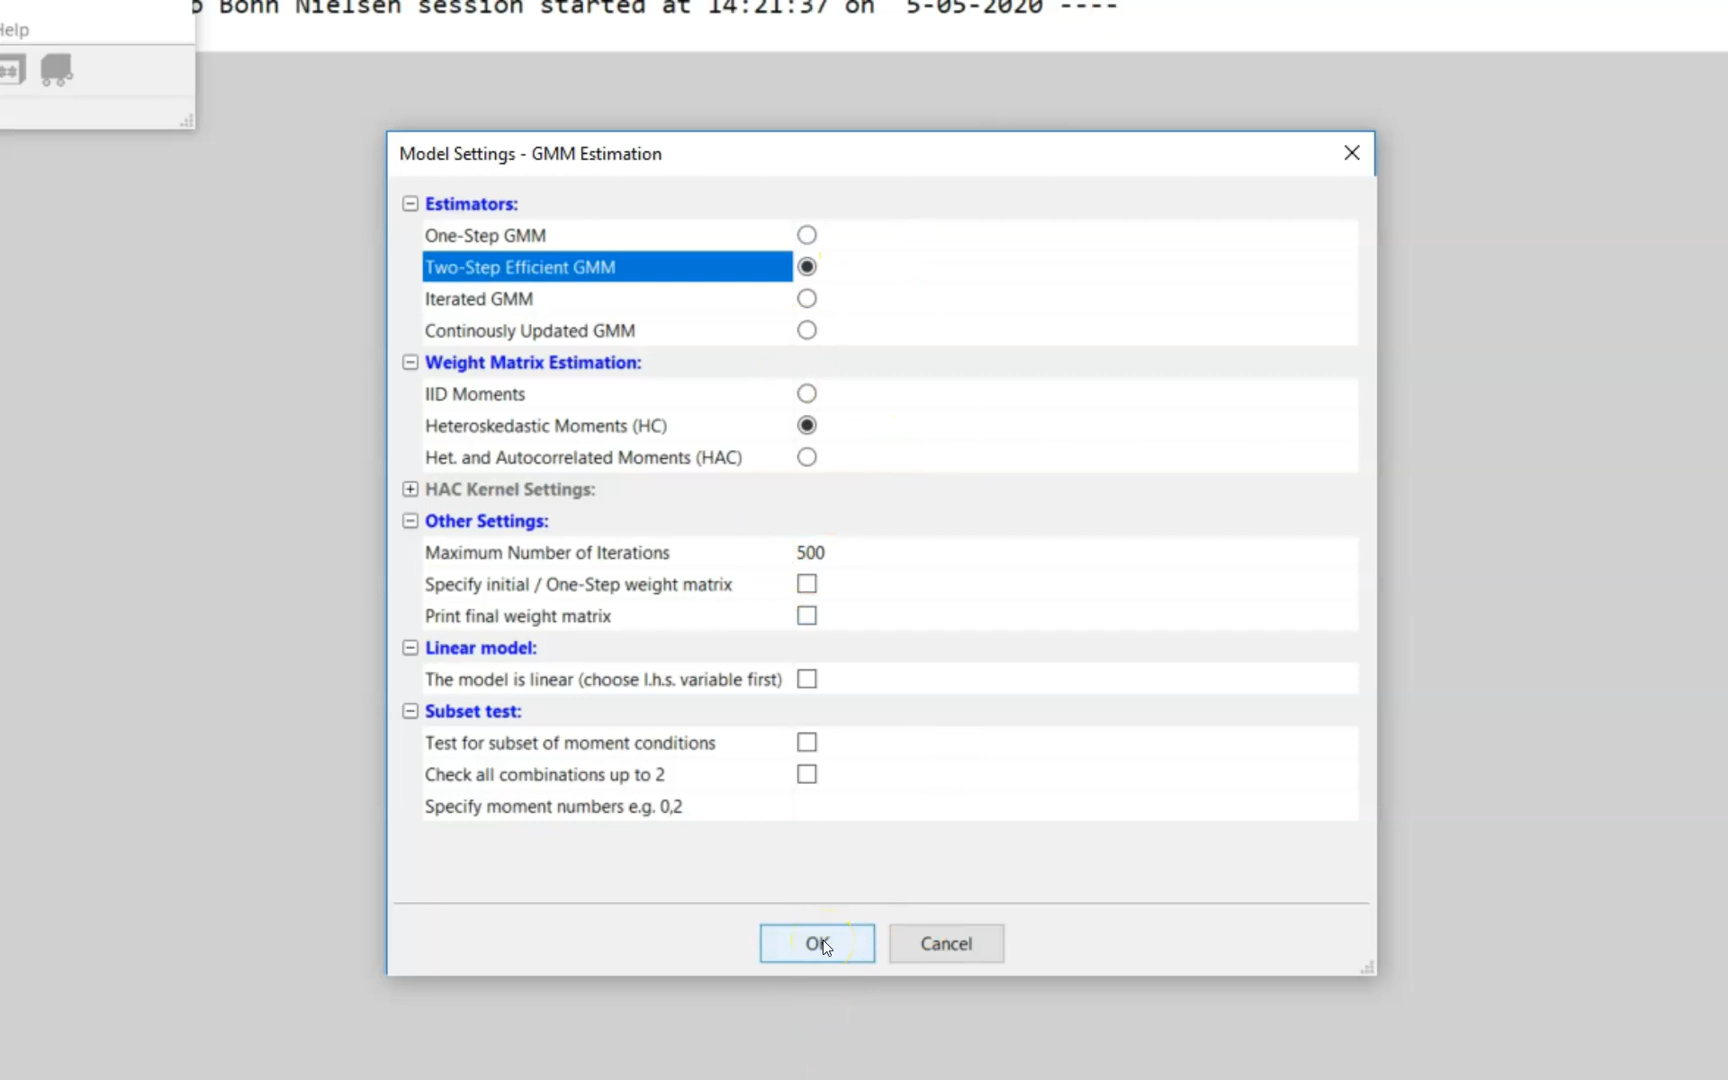 Bohn Nielsen session started at 14:21:37 on 5-05-2020 ----
Help
Model Settings - GMM Estimation
Estimators:
One-Step GMM
Two-Step Efficient GMM
Iterated GMM
Continously Updated GMM
Weight Matrix Estimation:
IID Moments
Heteroskedastic Moments (HC)
Het. and Autocorrelated Moments (HAC)
HAC Kernel Settings:
Other Settings:
Maximum Number of Iterations 500
Specify initial / One-Step weight matrix
Print final weight matrix
Linear model:
The model is linear (choose l.h.s. variable first)
Subset test:
Test for subset of moment conditions
Check all combinations up to 2
Specify moment numbers e.g. 0,2
OK Cancel